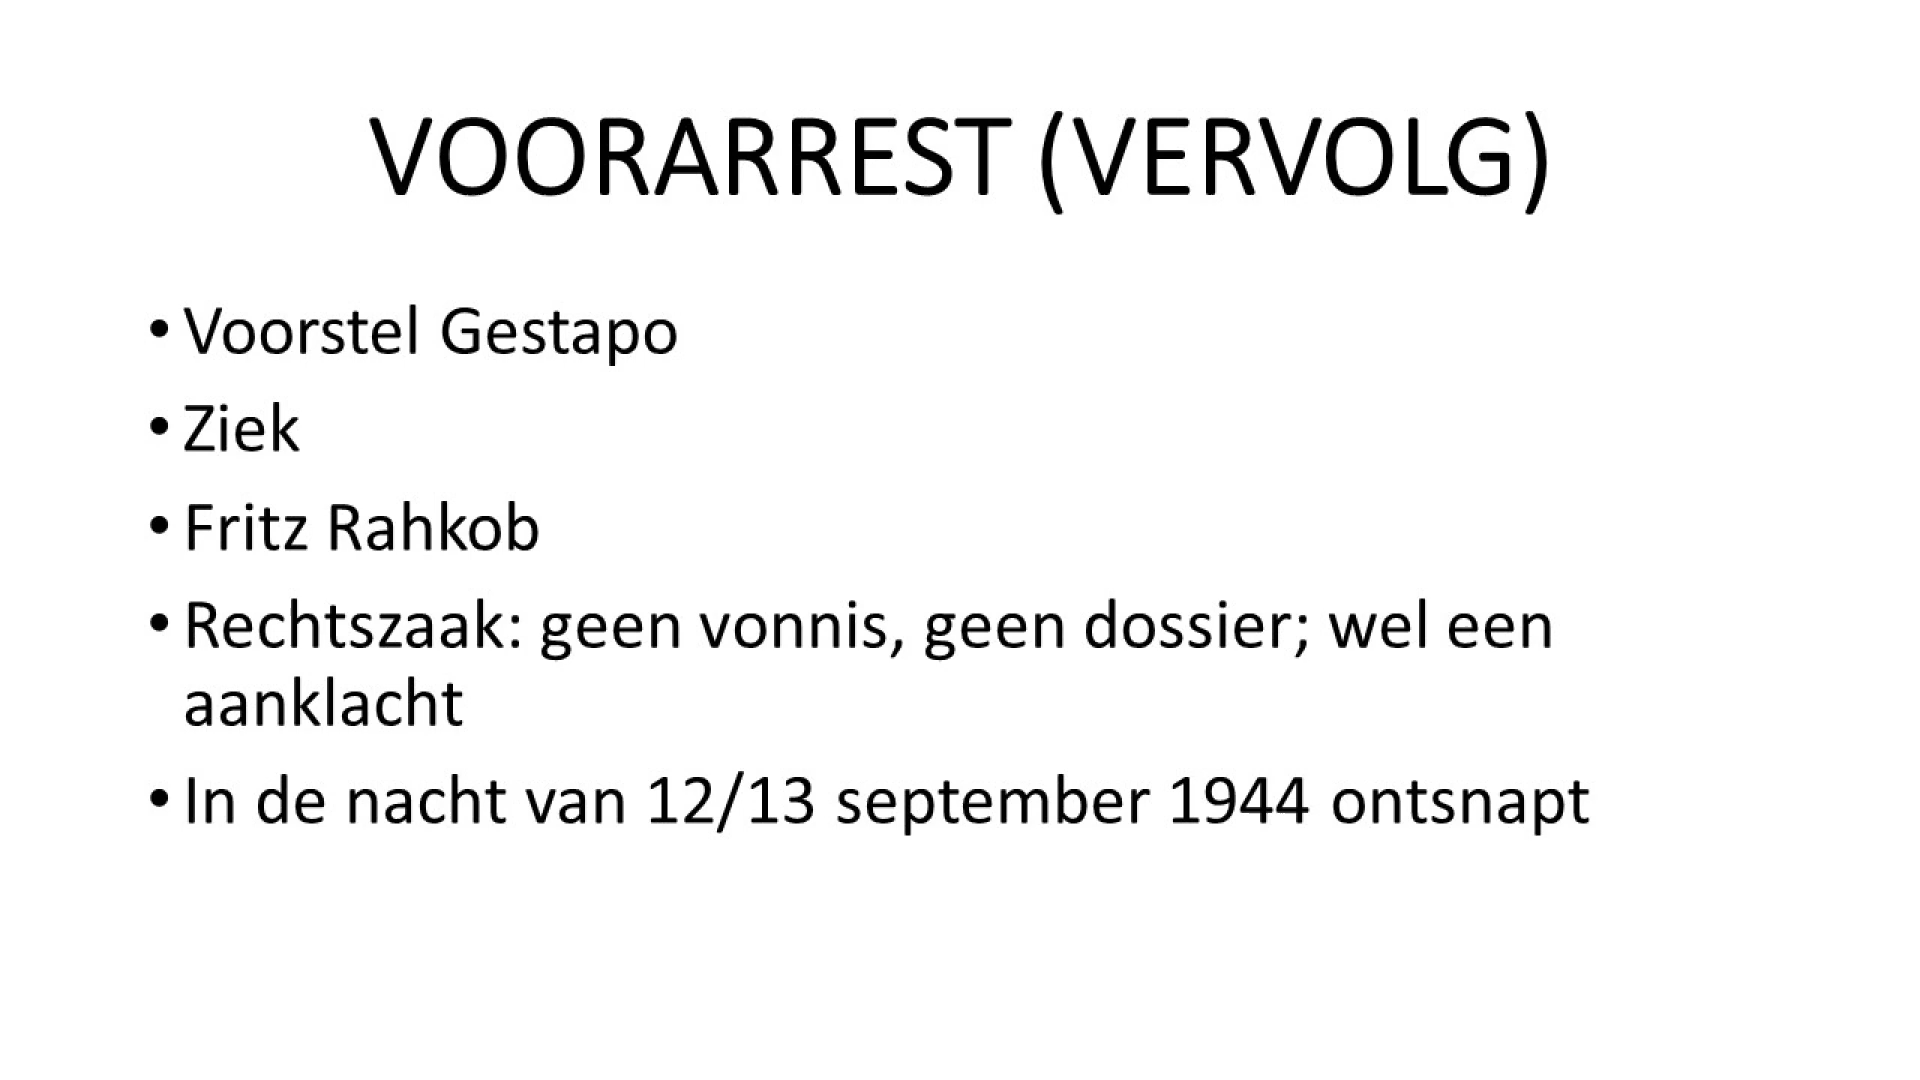 VOORARREST (VERVOLG)
• Voorstel Gestapo
• Ziek
• Fritz Rahkob
• Rechtszaak: geen vonnis, geen dossier; wel een
aanklacht
• In de nacht van 12/13 september 1944 ontsnapt